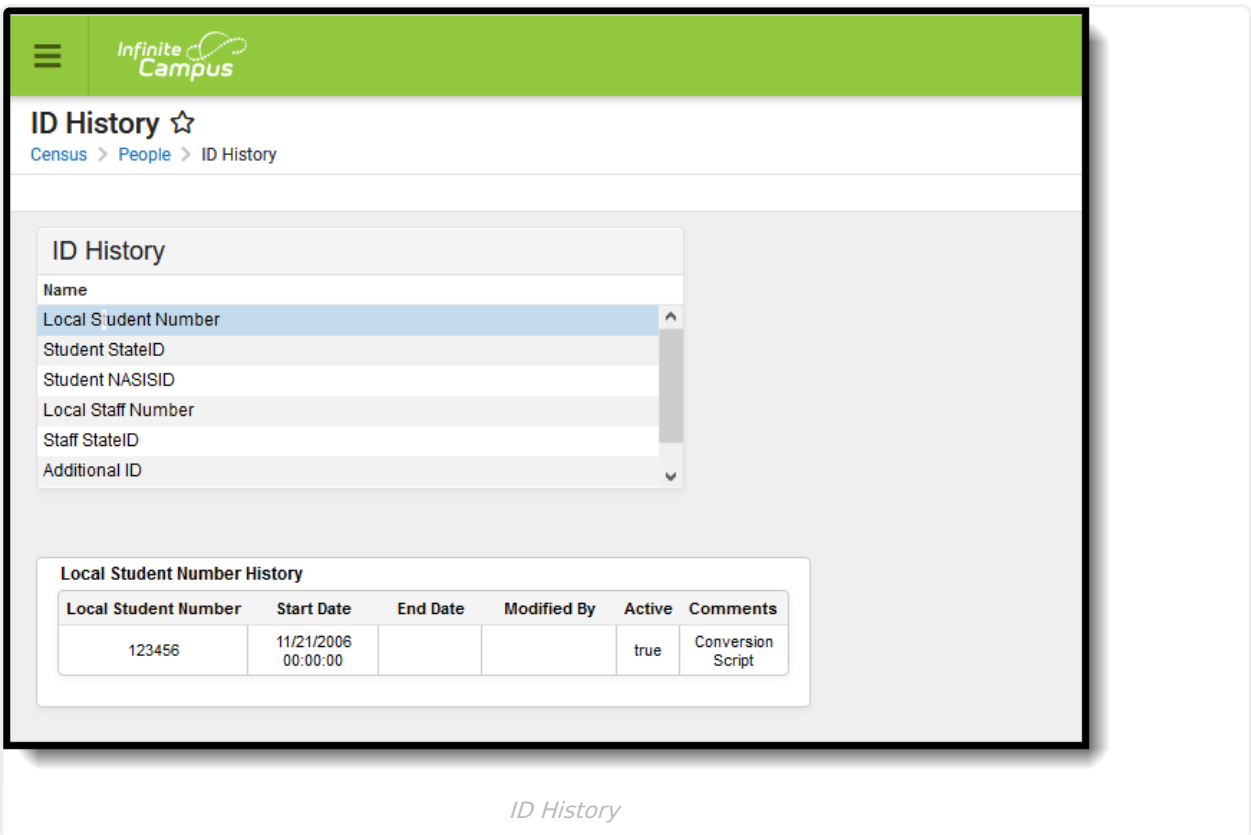 Infinite
Campus
ID History
Census > People > ID History
ID History
Name
Local Student Number
Student StateID
Student NASISID
Local Staff Number
Staff StateID
Additional ID
Local Student Number History
Local Student Number Start Date End Date Modified By Active Comments
123456 11/21/2006 00:00:00 true Conversion Script
ID History